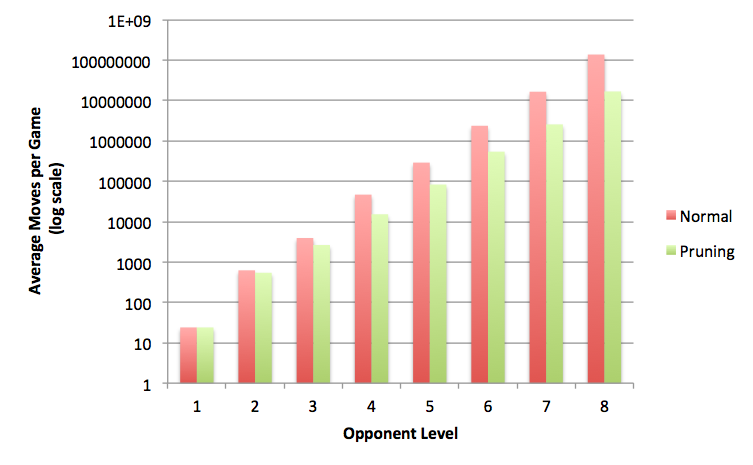 1E+09
100000000
10000000
1000000
100000
10000
1000
100
10
1
Average Moves per Game
(log scale)
1 2 3 4 5 6 7 8
Opponent Level
Normal
Pruning